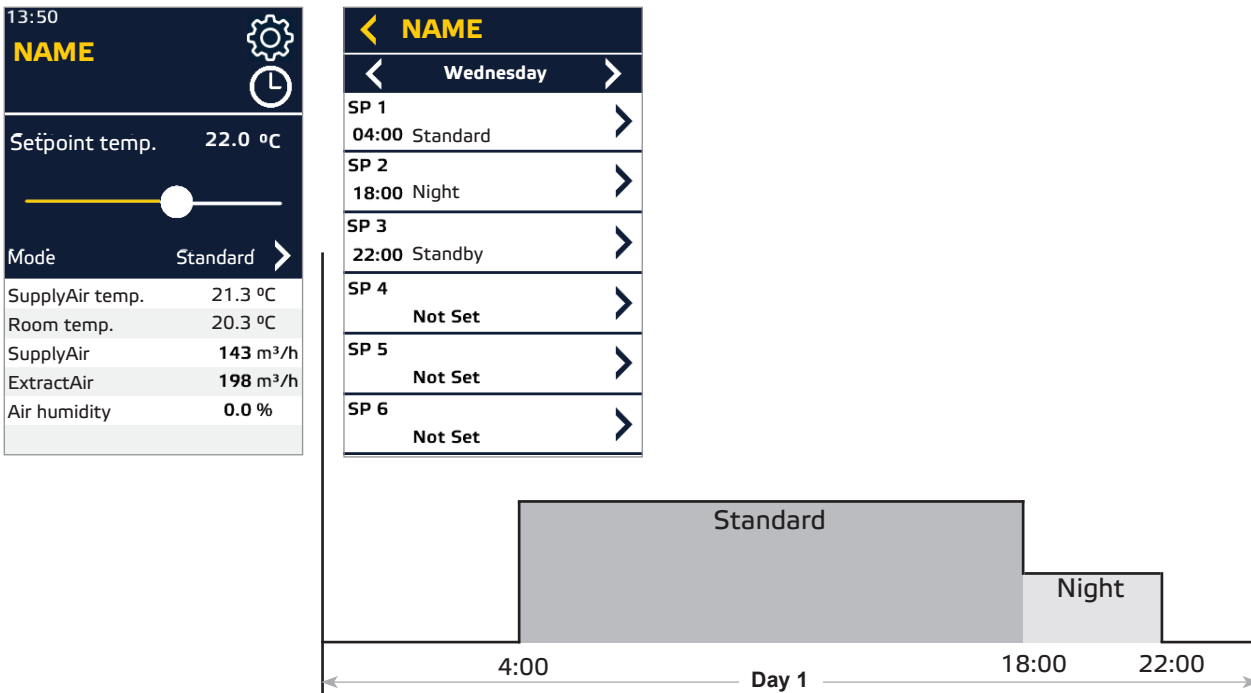 13:50
NAME
Setpoint temp. 22.0 ºC
Mode Standard
SupplyAir temp. 21.3 ºC
Room temp. 20.3 ºC
SupplyAir 143 m³/h
ExtractAir 198 m³/h
Air humidity 0.0 %
NAME
Wednesday
SP 1
04:00 Standard
SP 2
18:00 Night
SP 3
22:00 Standby
SP 4
Not Set
SP 5
Not Set
SP 6
Not Set
Standard
Night
4:00 18:00 22:00
Day 1